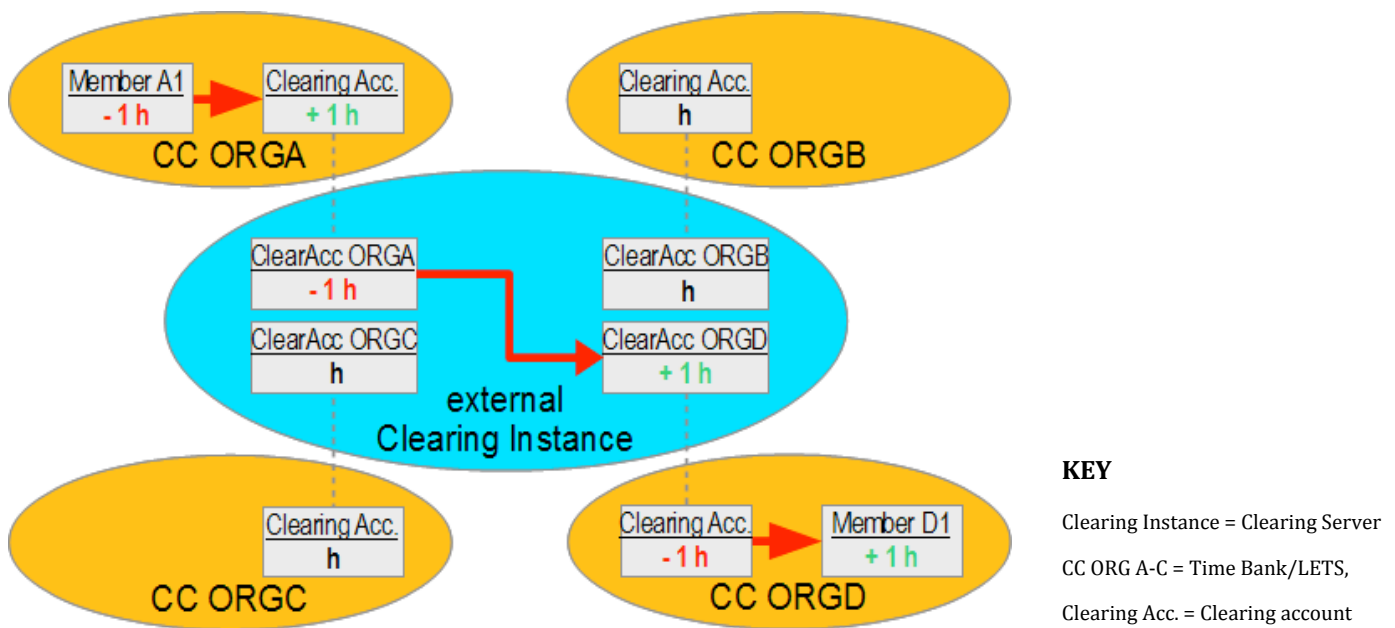 Member A1
- 1 h
Clearing Acc.
+ 1 h
CC ORGA
Clearing Acc.
h
CC ORGB
ClearAcc ORGA
- 1 h
ClearAcc ORGB
h
ClearAcc ORGC
h
ClearAcc ORGD
+ 1 h
external
Clearing Instance
Clearing Acc.
h
CC ORGC
Clearing Acc.
- 1 h
Member D1
+ 1 h
CC ORGD
KEY
Clearing Instance = Clearing Server
CC ORG A-C = Time Bank/LETS,
Clearing Acc. = Clearing account